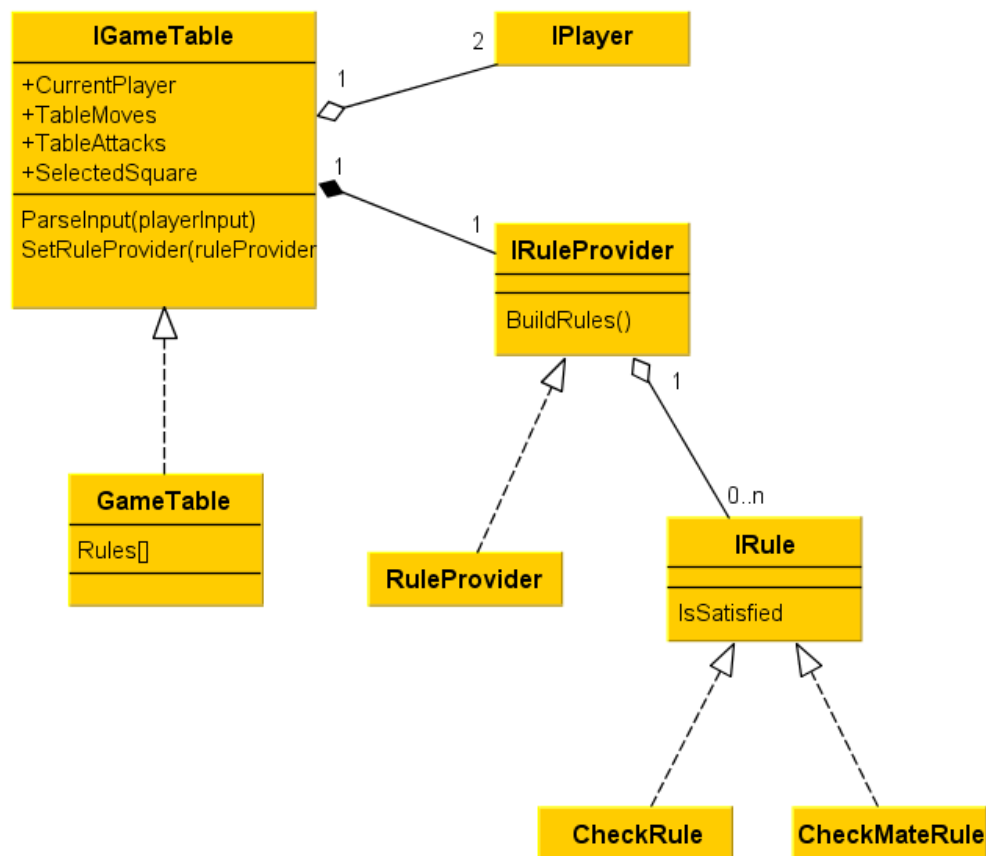 IGameTable
+CurrentPlayer
+TableMoves
+TableAttacks
+SelectedSquare
ParseInput(playerInput)
SetRuleProvider(ruleProvider
1
2
IPlayer
1
1
IRuleProvider
BuildRules()
1
0..n
GameTable
Rules[]
RuleProvider
IRule
IsSatisfied
CheckRule
CheckMateRule